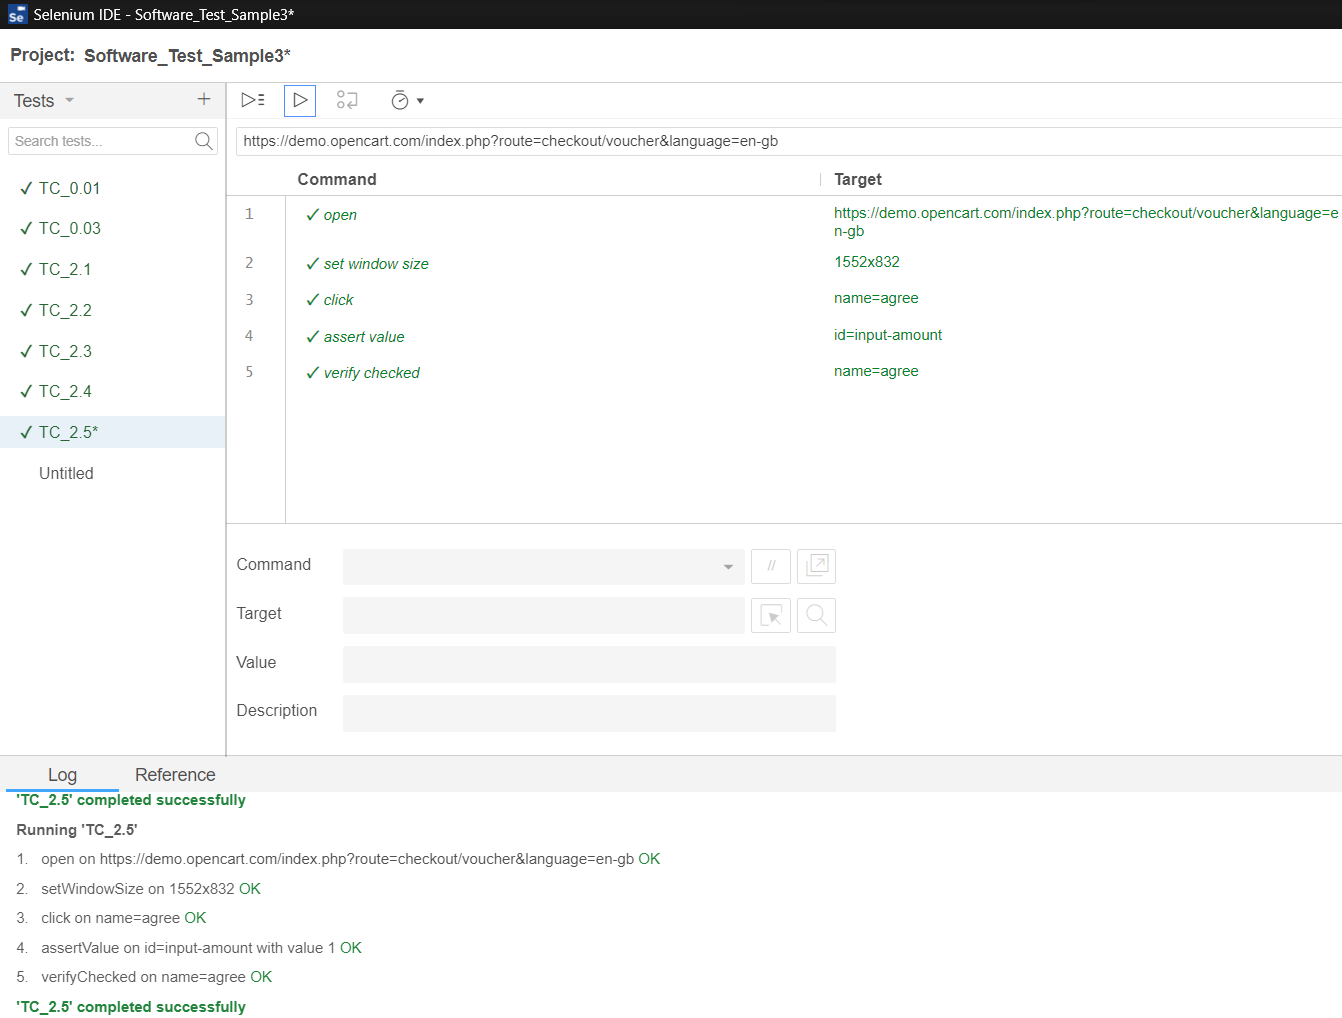 Se Selenium IDE - Software_Test_Sample3*
Project: Software_Test_Sample3*
Tests
Search tests...
https://demo.opencart.com/index.php?route=checkout/voucher&language=en-gb
Command Target
✓ TC_0.01
✓ TC_0.03
✓ TC_2.1
✓ TC_2.2
✓ TC_2.3
✓ TC_2.4
✓ TC_2.5*
Untitled
1 ✓ open https://demo.opencart.com/index.php?route=checkout/voucher&language=e
n-gb
2 ✓ set window size 1552x832
3 ✓ click name=agree
4 ✓ assert value id=input-amount
5 ✓ verify checked name=agree
Command //
Target
Value
Description
Log Reference
'TC_2.5' completed successfully
Running 'TC_2.5'
1. open on https://demo.opencart.com/index.php?route=checkout/voucher&language=en-gb OK
2. setWindowSize on 1552x832 OK
3. click on name=agree OK
4. assertValue on id=input-amount with value 1 OK
5. verifyChecked on name=agree OK
'TC_2.5' completed successfully